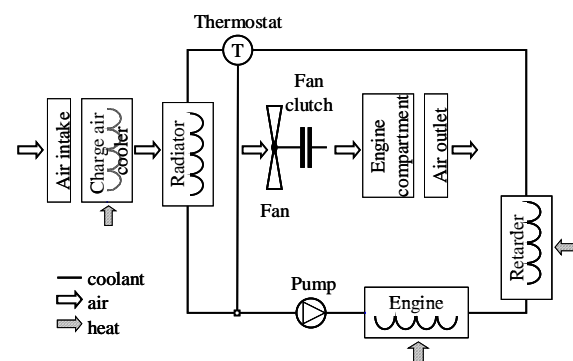 Thermostat
T
Fan
clutch
Air intake
Charge air
cooler
Radiator
Engine
compartment
Air outlet
Fan
Retarder
Pump
Engine
coolant
air
heat